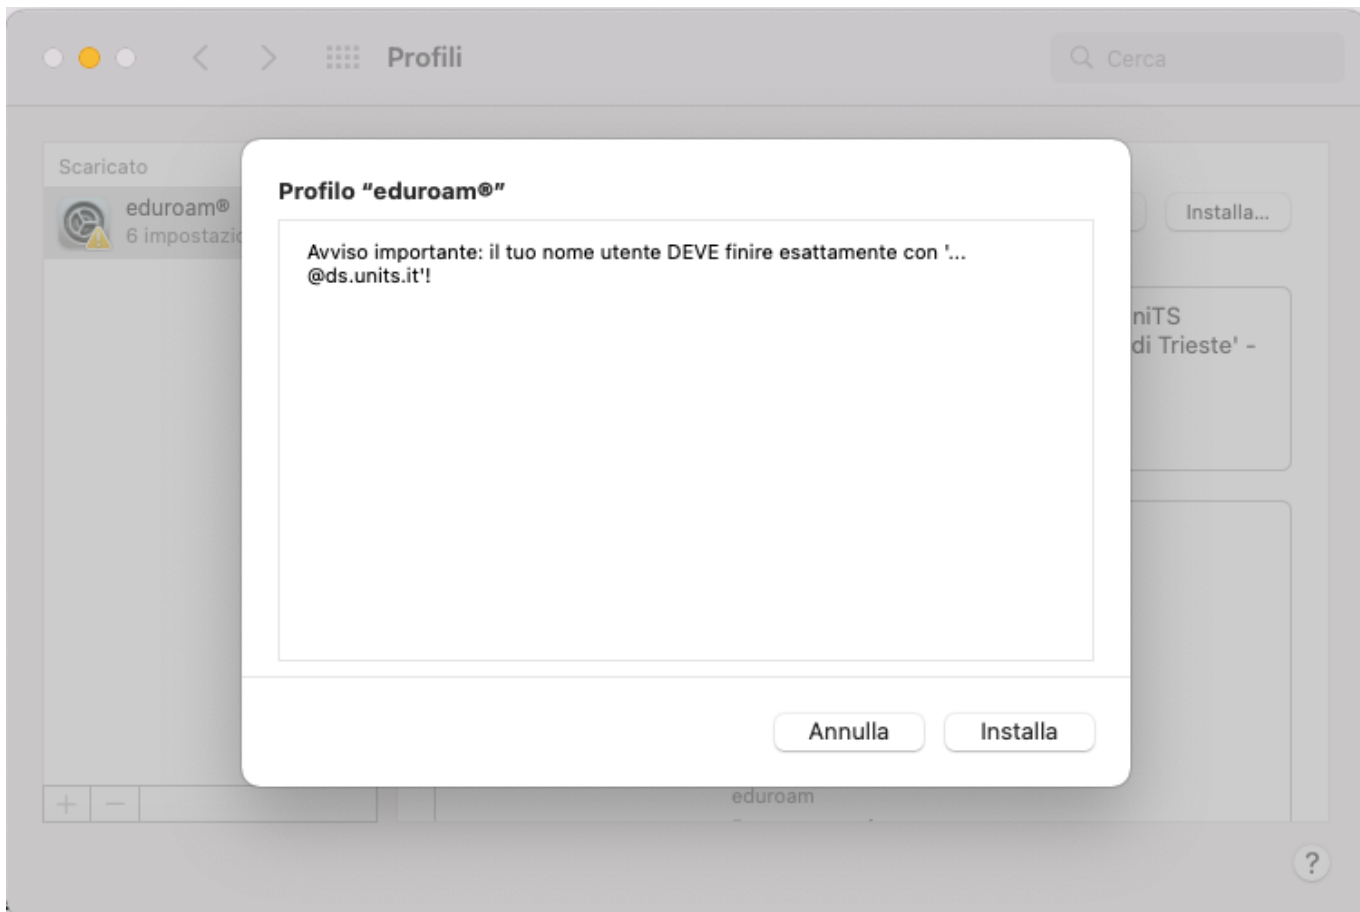 Profili
Cerca
Scaricato
eduroam®
6 impostazio
Profilo “eduroam®”
Avviso importante: il tuo nome utente DEVE finire esattamente con '...
@ds.units.it'!
Installa...
niTS
di Trieste' -
Annulla
Installa
eduroam
?